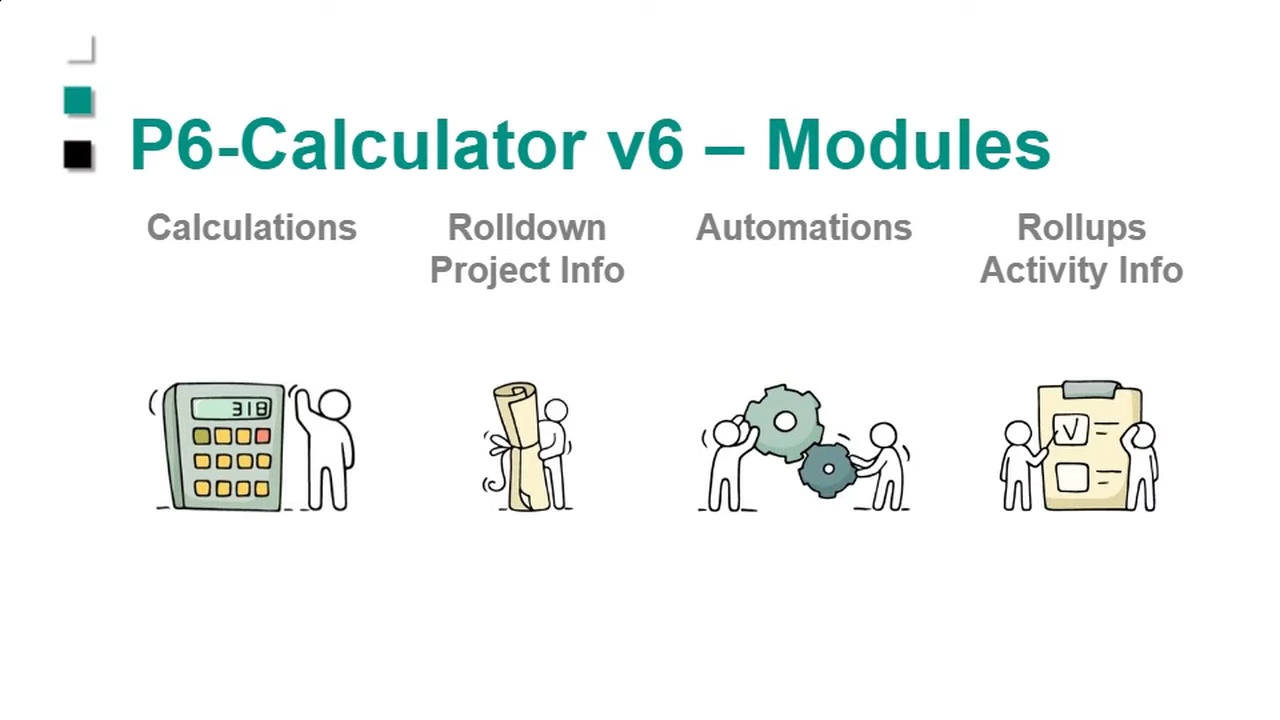 P6-Calculator v6 – Modules
Calculations
Rolldown
Project Info
Automations
Rollups
Activity Info
318